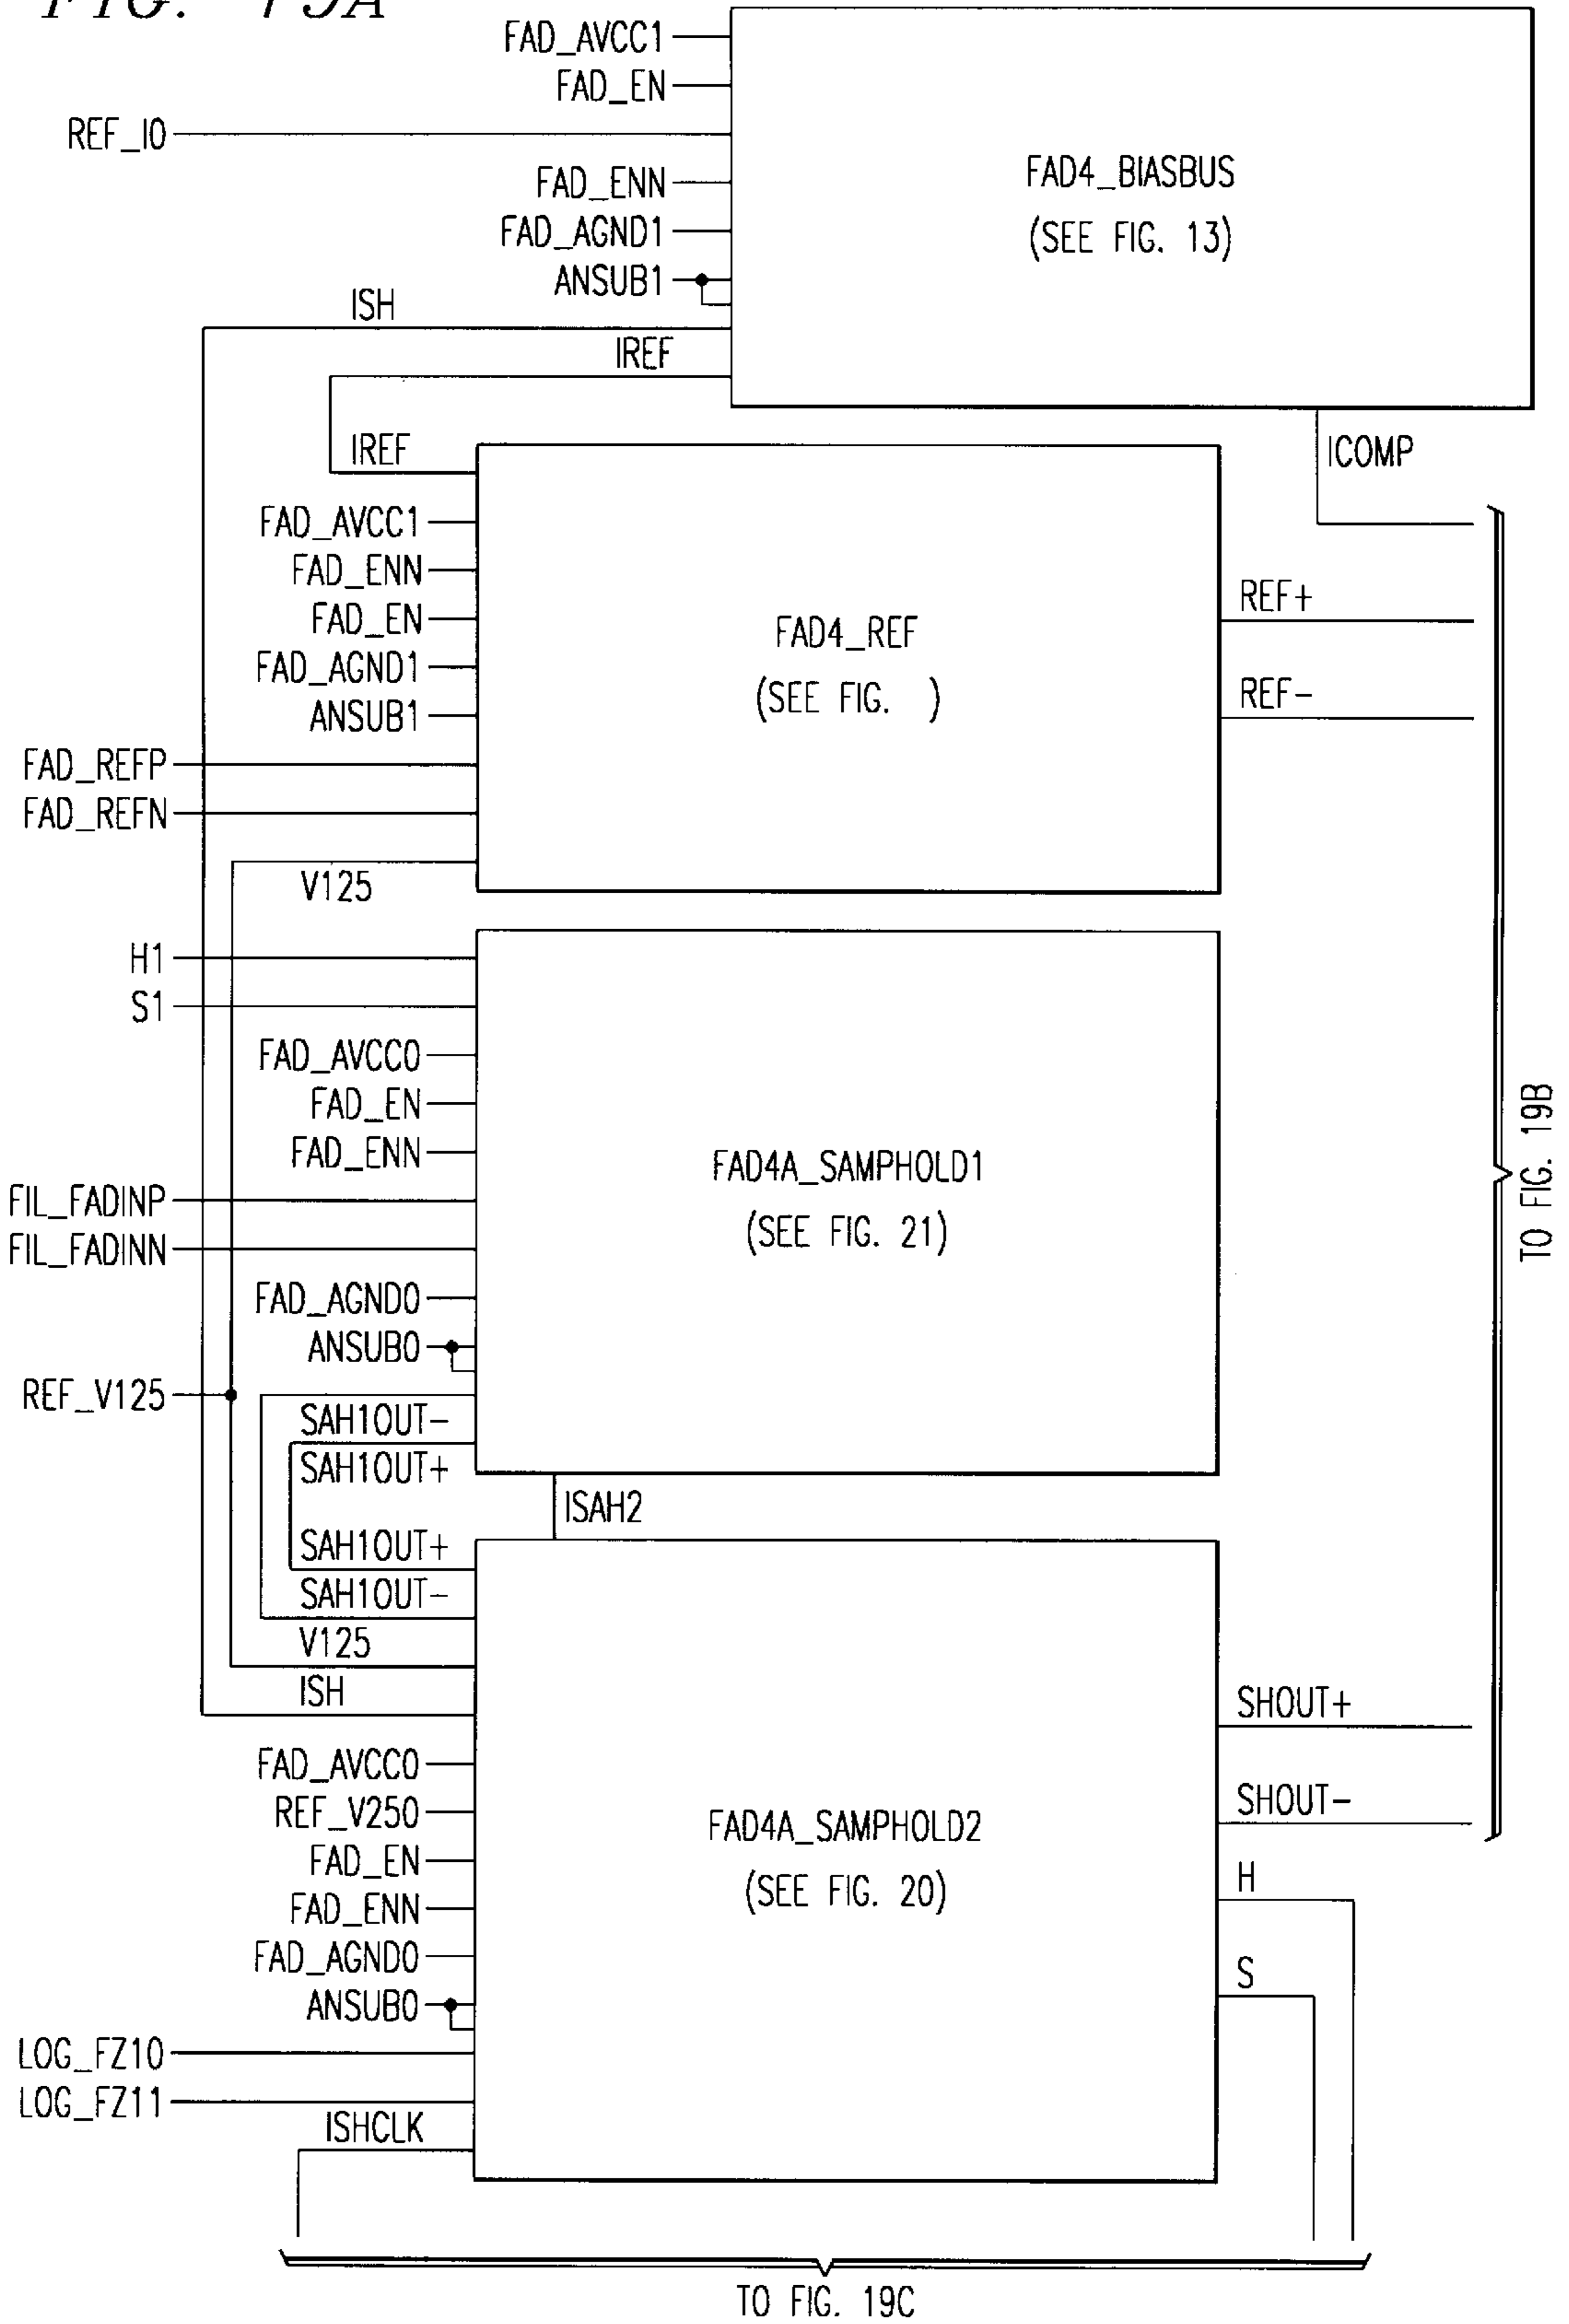 FIG. 19A
FAD_AVCC1
FAD_EN
REF_I0
FAD_ENN
FAD_AGND1
ANSUB1
ISH
IREF
FAD4_BIASBUS
(SEE FIG. 13)
ICOMP
IREF
FAD_AVCC1
FAD_ENN
FAD_EN
FAD_AGND1
ANSUB1
FAD_REFP
FAD_REFN
V125
FAD4_REF
(SEE FIG. )
REF+
REF-
H1
S1
FAD_AVCC0
FAD_EN
FAD_ENN
FIL_FADINP
FIL_FADINN
FAD_AGND0
ANSUB0
REF_V125
SAH1OUT-
SAH1OUT+
FAD4A_SAMPHOLD1
(SEE FIG. 21)
TO FIG. 19B
ISAH2
SAH1OUT+
SAH1OUT-
V125
ISH
FAD_AVCC0
REF_V250
FAD_EN
FAD_ENN
FAD_AGND0
ANSUB0
LOG_FZ10
LOG_FZ11
ISHCLK
FAD4A_SAMPHOLD2
(SEE FIG. 20)
SHOUT+
SHOUT-
H
S
TO FIG. 19C